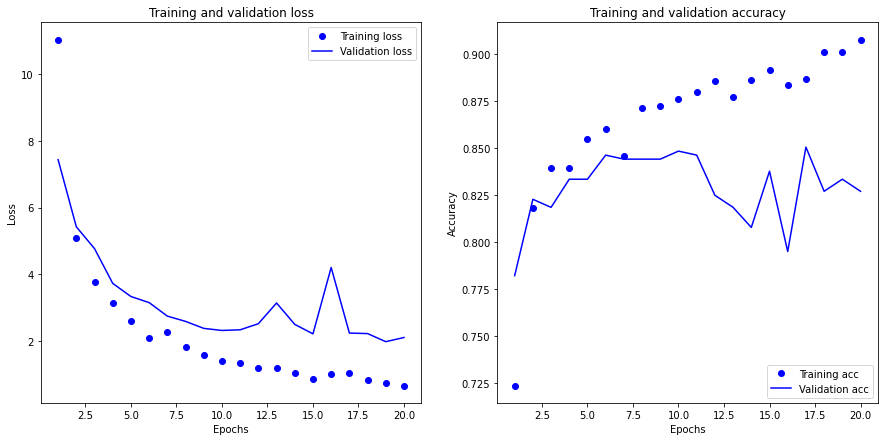 Training and validation loss
Training loss
Validation loss
Loss
10
8
6
4
2
2.5 5.0 7.5 10.0 12.5 15.0 17.5 20.0
Epochs
Training and validation accuracy
Accuracy
0.900
0.875
0.850
0.825
0.800
0.775
0.750
0.725
Training acc
Validation acc
2.5 5.0 7.5 10.0 12.5 15.0 17.5 20.0
Epochs